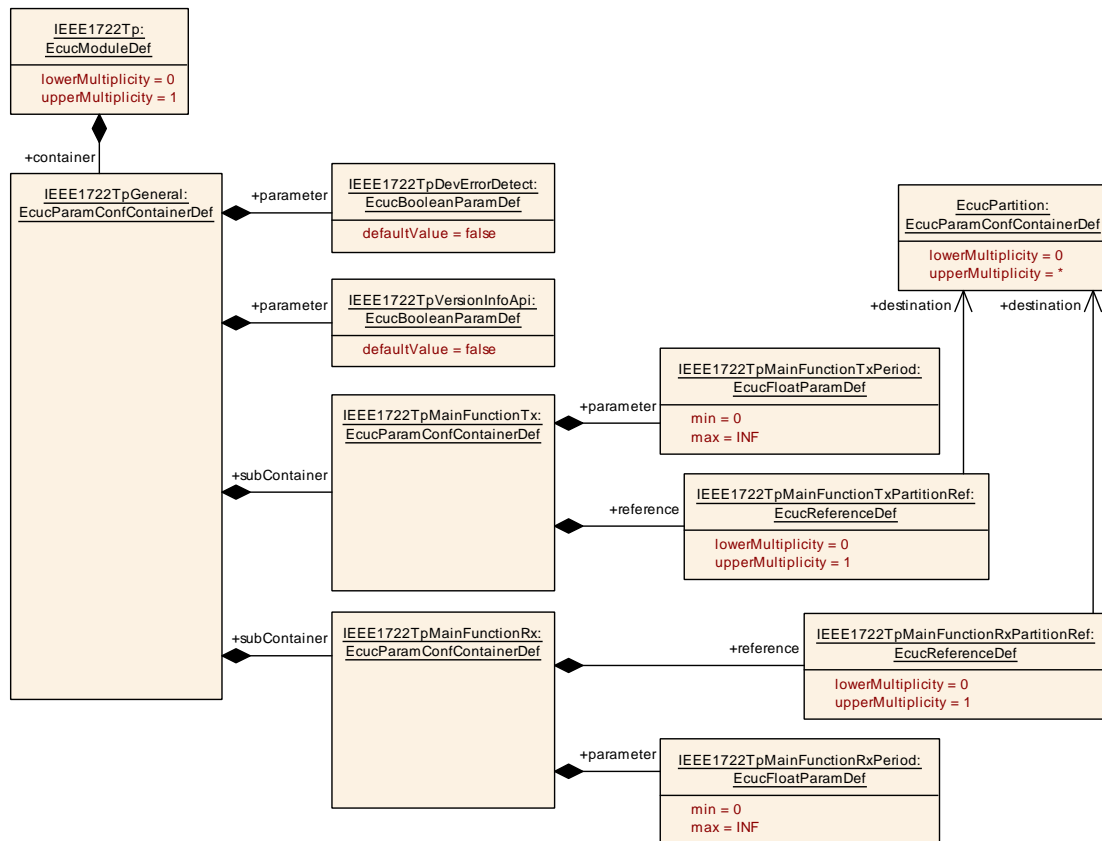 IEEE1722Tp:
EcucModuleDef
lowerMultiplicity = 0
upperMultiplicity = 1
+container
IEEE1722TpGeneral:
EcucParamConfContainerDef
+parameter
IEEE1722TpDevErrorDetect:
EcucBooleanParamDef
defaultValue = false
EcucPartition:
EcucParamConfContainerDef
lowerMultiplicity = 0
upperMultiplicity = *
+parameter
IEEE1722TpVersionInfoApi:
EcucBooleanParamDef
defaultValue = false
+destination
+destination
IEEE1722TpMainFunctionTx:
EcucParamConfContainerDef
+parameter
IEEE1722TpMainFunctionTxPeriod:
EcucFloatParamDef
min = 0
max = INF
+subContainer
+reference
IEEE1722TpMainFunctionTxPartitionRef:
EcucReferenceDef
lowerMultiplicity = 0
upperMultiplicity = 1
+subContainer
IEEE1722TpMainFunctionRx:
EcucParamConfContainerDef
+reference
IEEE1722TpMainFunctionRxPartitionRef:
EcucReferenceDef
lowerMultiplicity = 0
upperMultiplicity = 1
+parameter
IEEE1722TpMainFunctionRxPeriod:
EcucFloatParamDef
min = 0
max = INF